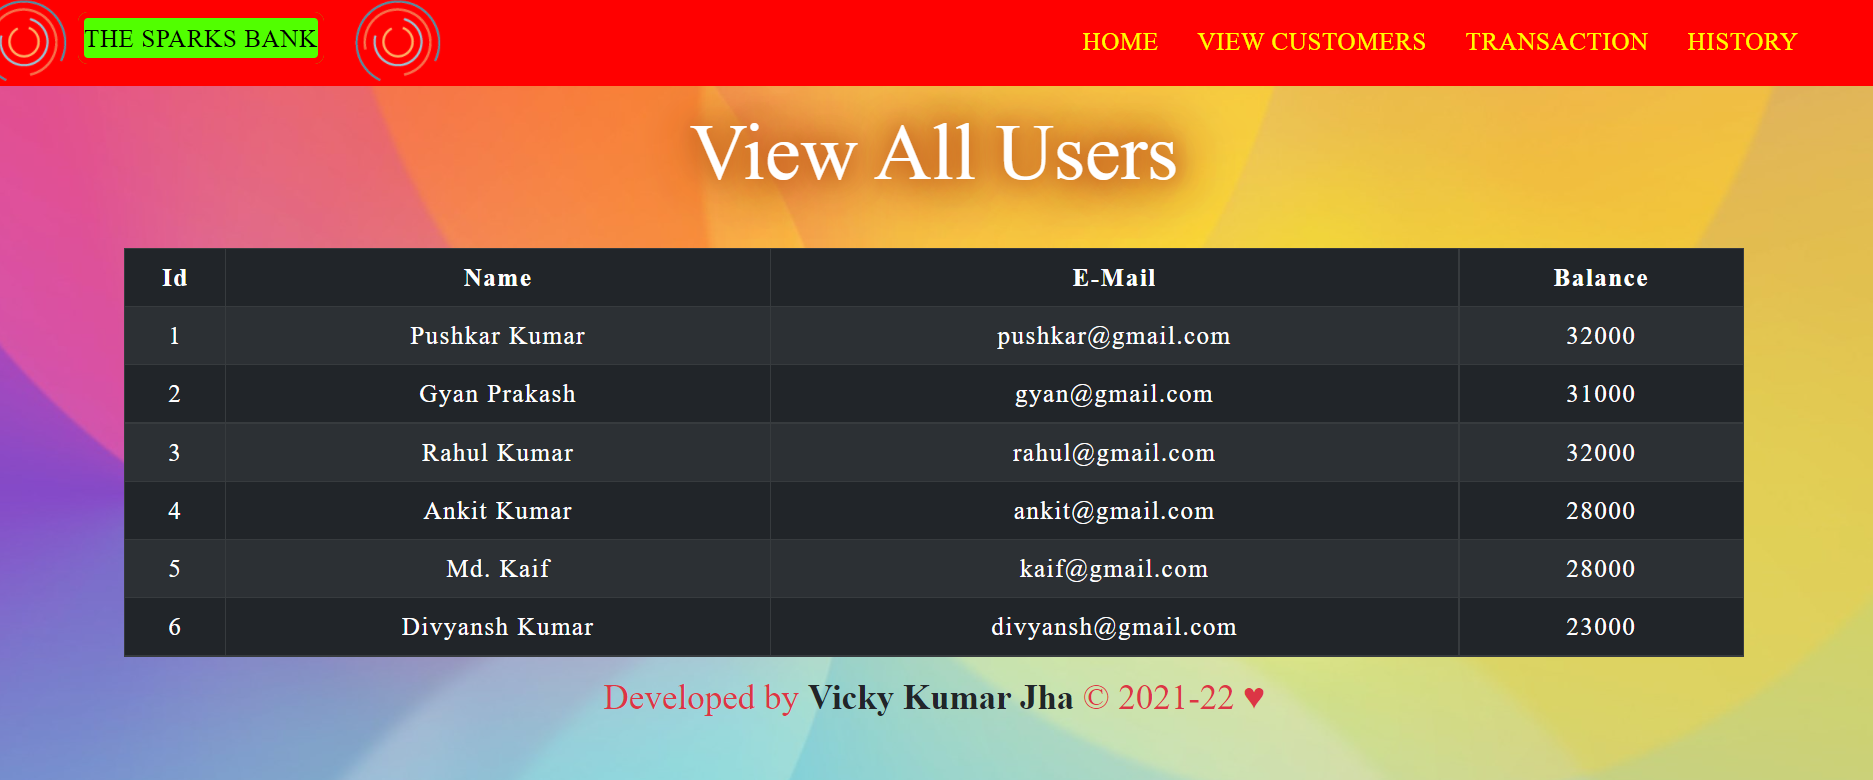 THE SPARKS BANK HOME VIEW CUSTOMERS TRANSACTION HISTORY
View All Users
Id Name E-Mail Balance
1 Pushkar Kumar pushkar@gmail.com 32000
2 Gyan Prakash gyan@gmail.com 31000
3 Rahul Kumar rahul@gmail.com 32000
4 Ankit Kumar ankit@gmail.com 28000
5 Md. Kaif kaif@gmail.com 28000
6 Divyansh Kumar divyansh@gmail.com 23000
Developed by Vicky Kumar Jha © 2021-22 ♥